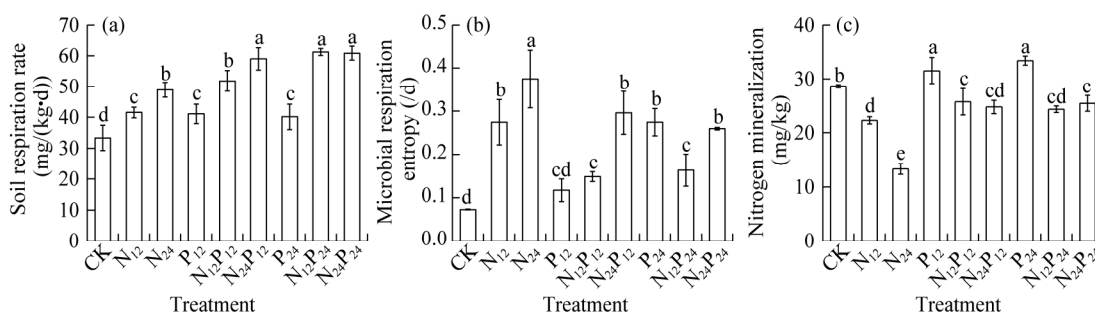 (a)
Soil respiration rate
(mg/(kg•d))
70
60
50
40
30
20
10
0
d
c
b
c
b
a
c
a
a
CK
N₁₂
N₂₄
P₁₂
N₁₂P₁₂
N₂₄P₁₂
P₂₄
N₁₂P₂₄
N₂₄P₂₄
Treatment
(b)
Microbial respiration
entropy (/d)
0.5
0.4
0.3
0.2
0.1
0.0
d
b
a
cd
c
b
b
c
b
CK
N₁₂
N₂₄
P₁₂
N₁₂P₁₂
N₂₄P₁₂
P₂₄
N₁₂P₂₄
N₂₄P₂₄
Treatment
(c)
Nitrogen mineralization
(mg/kg)
40
30
20
10
0
b
d
e
a
c
cd
a
cd
c
CK
N₁₂
N₂₄
P₁₂
N₁₂P₁₂
N₂₄P₁₂
P₂₄
N₁₂P₂₄
N₂₄P₂₄
Treatment